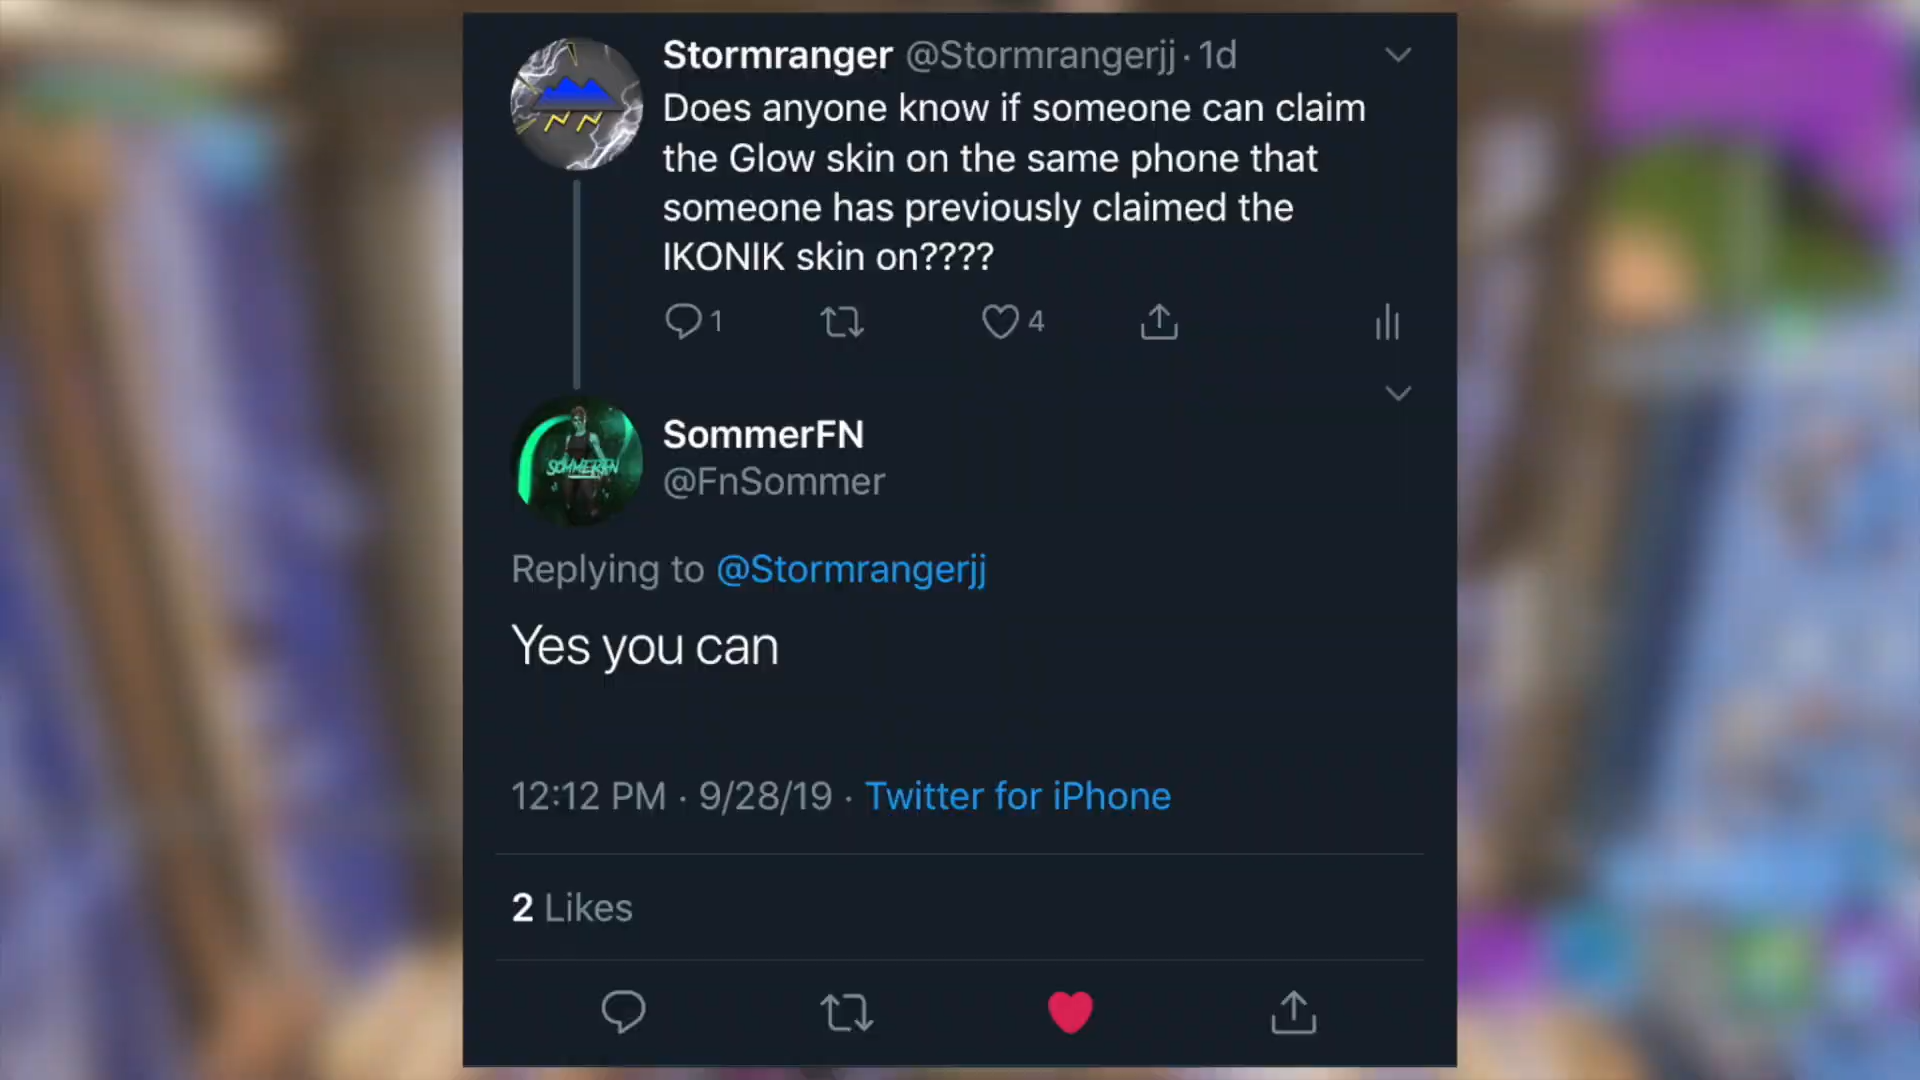 Stormranger @Stormrangerjj · 1d
Does anyone know if someone can claim
the Glow skin on the same phone that
someone has previously claimed the
IKONIK skin on????
1 4
SommerFN
@FnSommer
SOMMERFN
Replying to @Stormrangerjj
Yes you can
12:12 PM · 9/28/19 · Twitter for iPhone
2 Likes